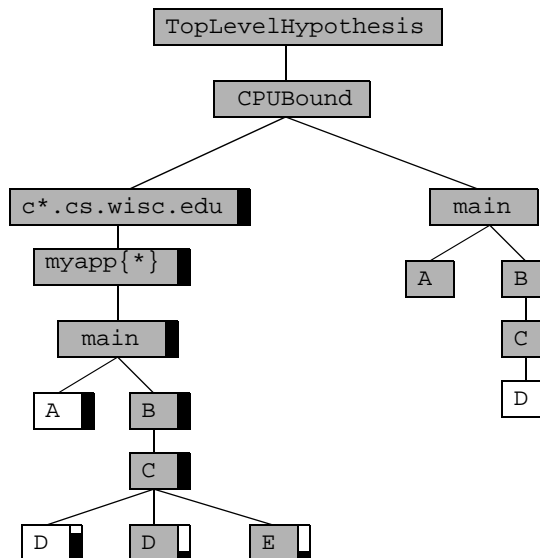 TopLevelHypothesis
CPUBound
c*.cs.wisc.edu
main
myapp{*}
A
B
main
C
A
B
D
C
D
D
E